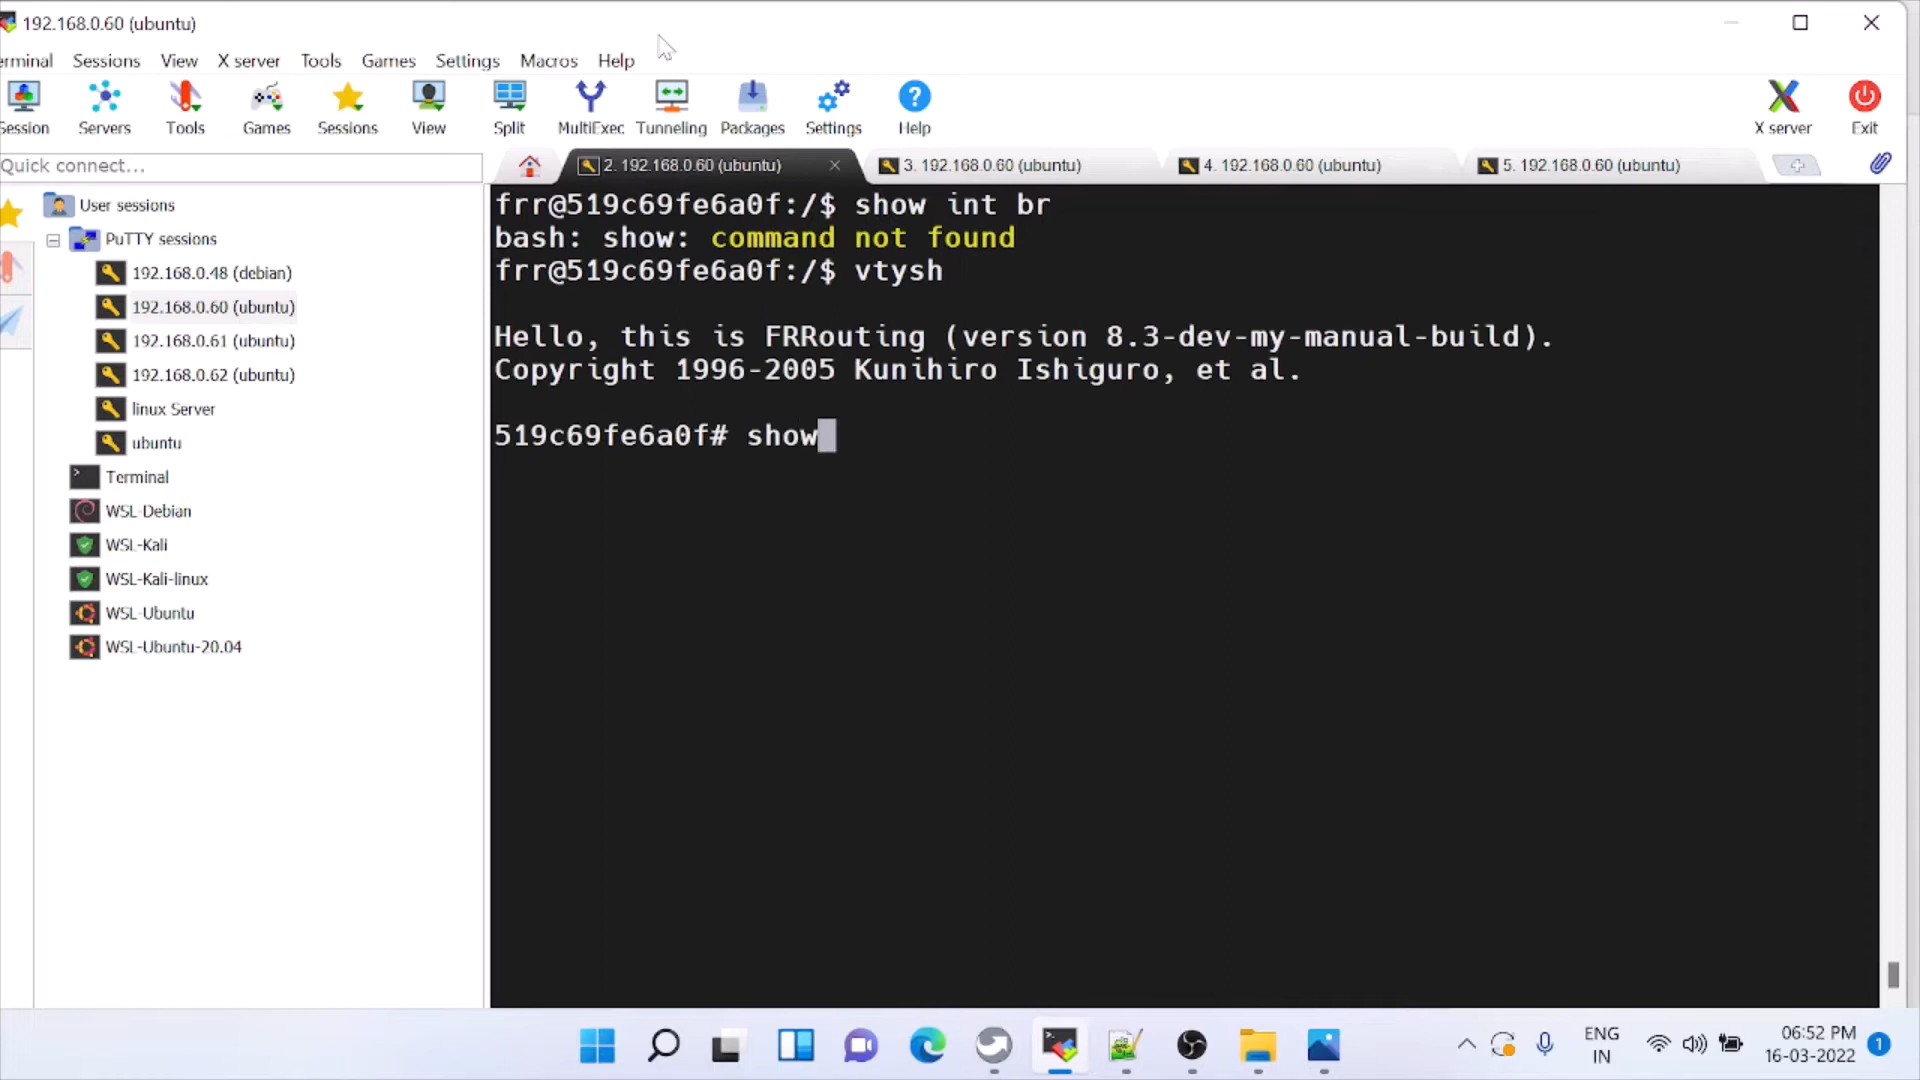 192.168.0.60 (ubuntu)
erminal Sessions View X server Tools Games Settings Macros Help
Session Servers Tools Games Sessions View Split MultiExec Tunneling Packages Settings Help X server Exit
Quick connect...
2. 192.168.0.60 (ubuntu)
3. 192.168.0.60 (ubuntu)
4. 192.168.0.60 (ubuntu)
5. 192.168.0.60 (ubuntu)
User sessions
PuTTY sessions
192.168.0.48 (debian)
192.168.0.60 (ubuntu)
192.168.0.61 (ubuntu)
192.168.0.62 (ubuntu)
linux Server
ubuntu
Terminal
WSL-Debian
WSL-Kali
WSL-Kali-linux
WSL-Ubuntu
WSL-Ubuntu-20.04
frr@519c69fe6a0f:/$ show int br
bash: show: command not found
frr@519c69fe6a0f:/$ vtysh
Hello, this is FRRouting (version 8.3-dev-my-manual-build).
Copyright 1996-2005 Kunihiro Ishiguro, et al.
519c69fe6a0f# show
ENG
IN
06:52 PM
16-03-2022
1